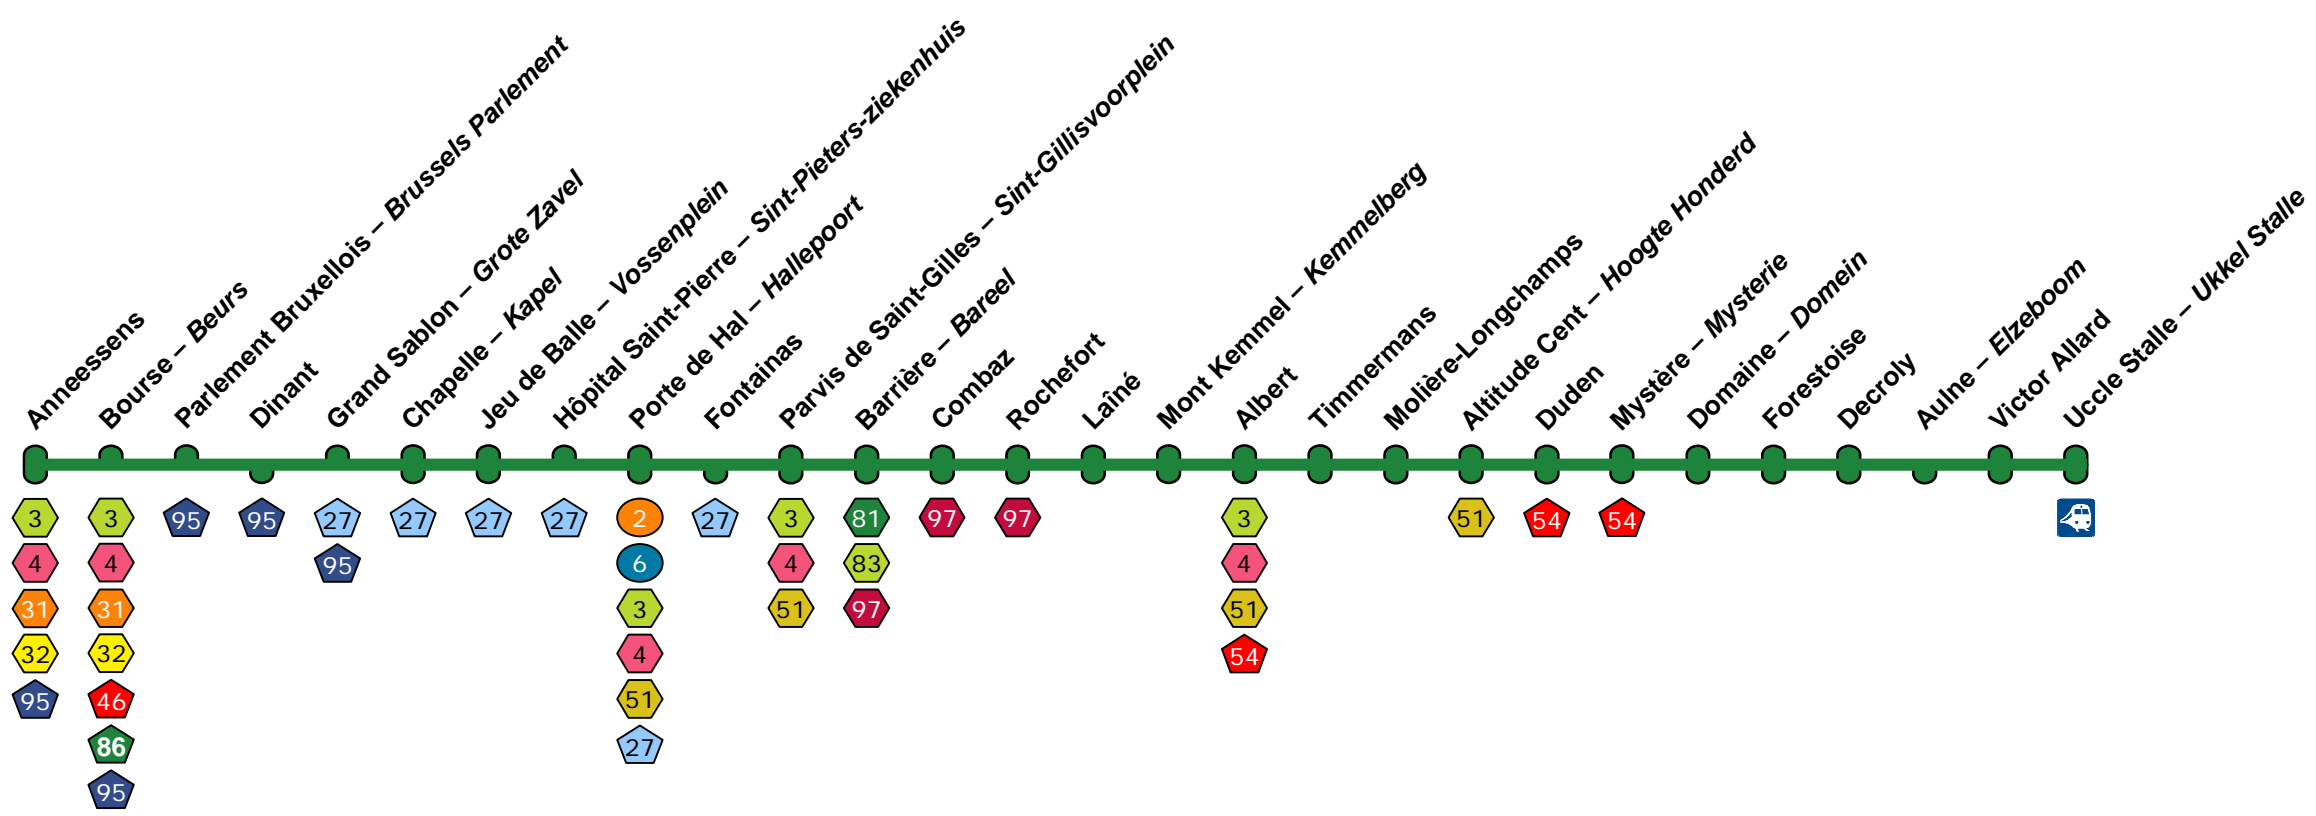 Anneessens
Bourse – Beurs
Parlement Bruxellois – Brussels Parlement
Dinant
Grand Sablon – Grote Zavel
Chapelle – Kapel
Jeu de Balle – Vossenplein
Hôpital Saint-Pierre – Sint-Pieters-ziekenhuis
Porte de Hal – Hallepoort
Fontainas
Parvis de Saint-Gilles – Sint-Gillisvoorplein
Barrière – Bareel
Combaz
Rochefort
Laîné
Mont Kemmel – Kemmelberg
Albert
Timmermans
Molière-Longchamps
Altitude Cent – Hoogte Honderd
Duden
Mystère – Mysterie
Domaine – Domein
Forestoise
Decroly
Aulne – Elzeboom
Victor Allard
Uccle Stalle – Ukkel Stalle
3 3 95 95 27 27 27 27 2 27 3 81 97 97 3 51 54 54
4 4 95 6 4 83 4
31 31 3 51 97 51
32 32 4 54
95 46 51
86 27
95